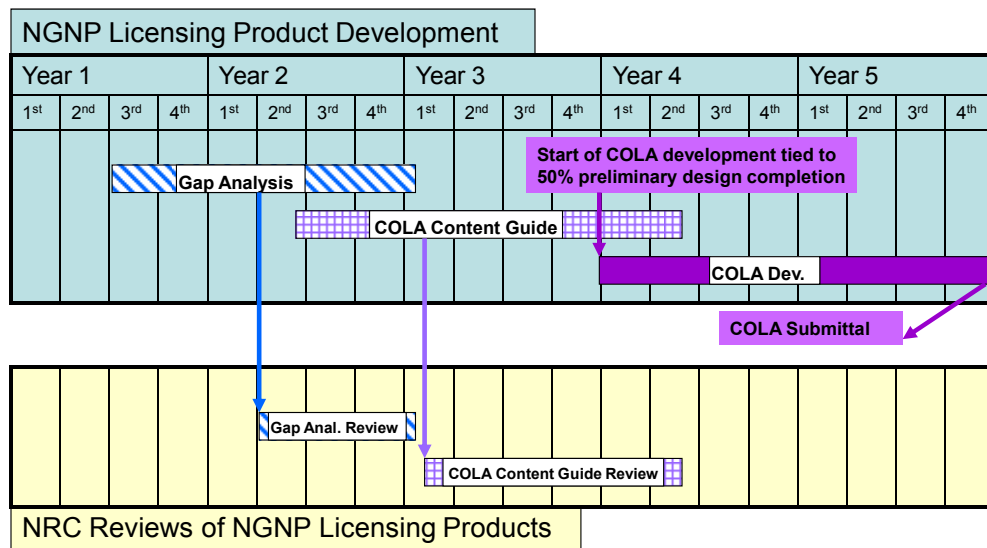 NGNP Licensing Product Development
Year 1 Year 2 Year 3 Year 4 Year 5
1st 2nd 3rd 4th 1st 2nd 3rd 4th 1st 2nd 3rd 4th 1st 2nd 3rd 4th 1st 2nd 3rd 4th
Start of COLA development tied to
50% preliminary design completion
Gap Analysis
COLA Content Guide
COLA Dev.
COLA Submittal
Gap Anal. Review
COLA Content Guide Review
NRC Reviews of NGNP Licensing Products